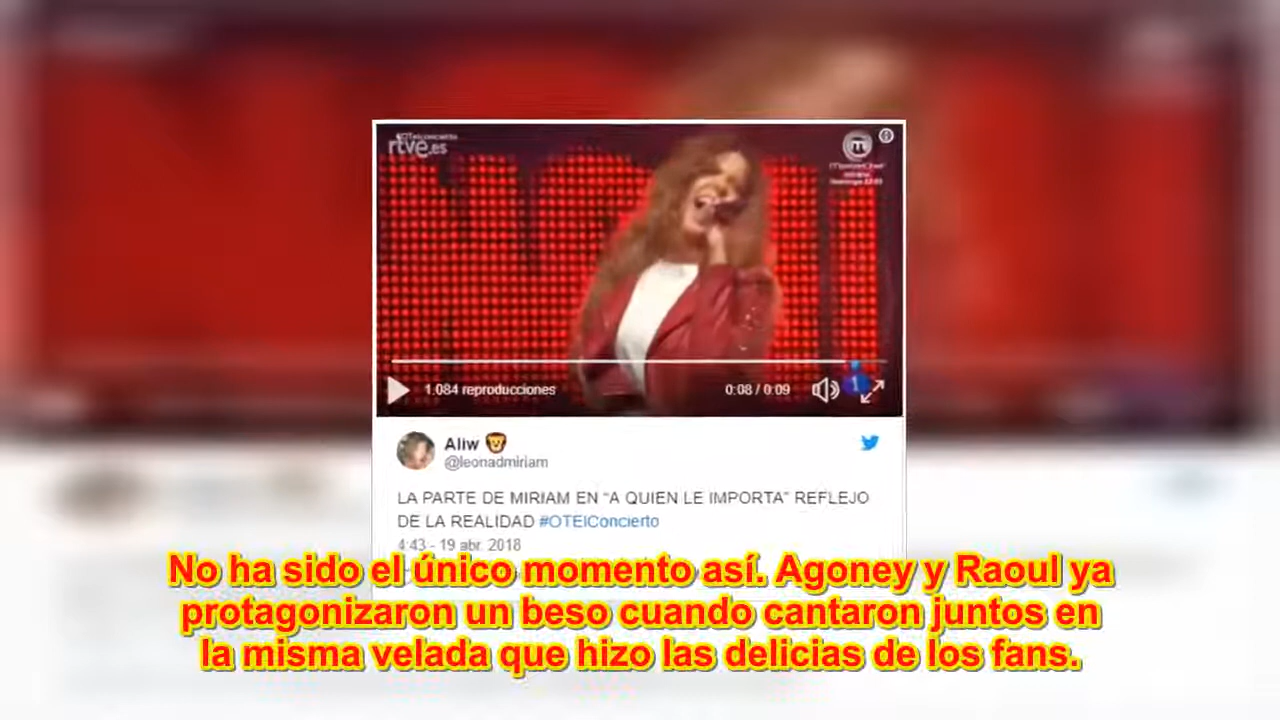 rtve.es
1.084 reproducciones
0:08 / 0:09
1
Aliw
@leonadmiriam
LA PARTE DE MIRIAM EN “A QUIEN LE IMPORTA” REFLEJO
DE LA REALIDAD #OTElConcierto
4:43 - 19 abr. 2018
No ha sido el único momento así. Agoney y Raoul ya
protagonizaron un beso cuando cantaron juntos en
la misma velada que hizo las delicias de los fans.